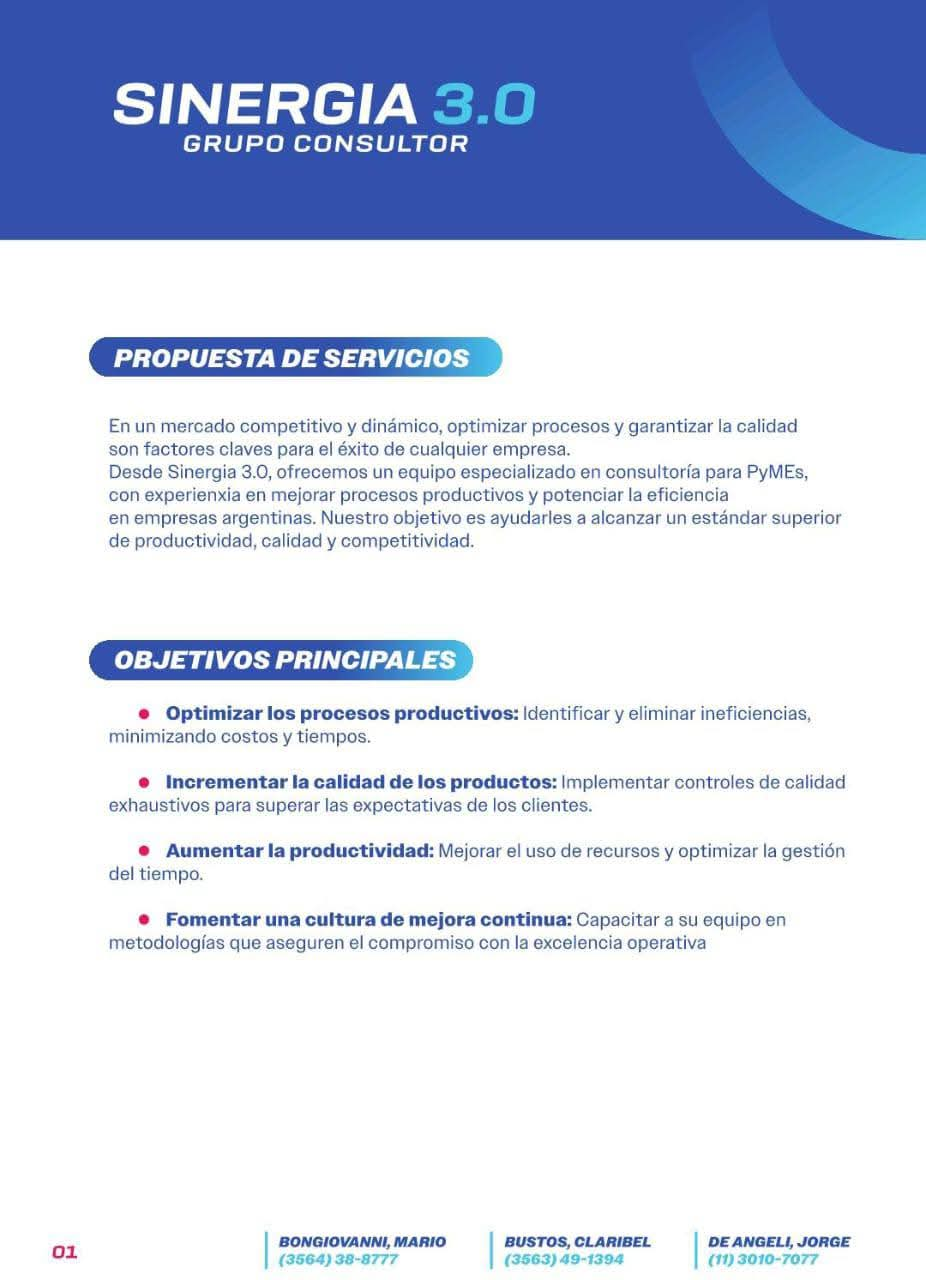 SINERGIA 3.0
GRUPO CONSULTOR
PROPUESTA DE SERVICIOS
En un mercado competitivo y dinámico, optimizar procesos y garantizar la calidad
son factores claves para el éxito de cualquier empresa.
Desde Sinergia 3.0, ofrecemos un equipo especializado en consultoría para PyMEs,
con experienxia en mejorar procesos productivos y potenciar la eficiencia
en empresas argentinas. Nuestro objetivo es ayudarles a alcanzar un estándar superior
de productividad, calidad y competitividad.
OBJETIVOS PRINCIPALES
● Optimizar los procesos productivos: Identificar y eliminar ineficiencias,
minimizando costos y tiempos.
● Incrementar la calidad de los productos: Implementar controles de calidad
exhaustivos para superar las expectativas de los clientes.
● Aumentar la productividad: Mejorar el uso de recursos y optimizar la gestión
del tiempo.
● Fomentar una cultura de mejora continua: Capacitar a su equipo en
metodologías que aseguren el compromiso con la excelencia operativa
01
BONGIOVANNI, MARIO
(3564) 38-8777
BUSTOS, CLARIBEL
(3563) 49-1394
DE ANGELI, JORGE
(11) 3010-7077